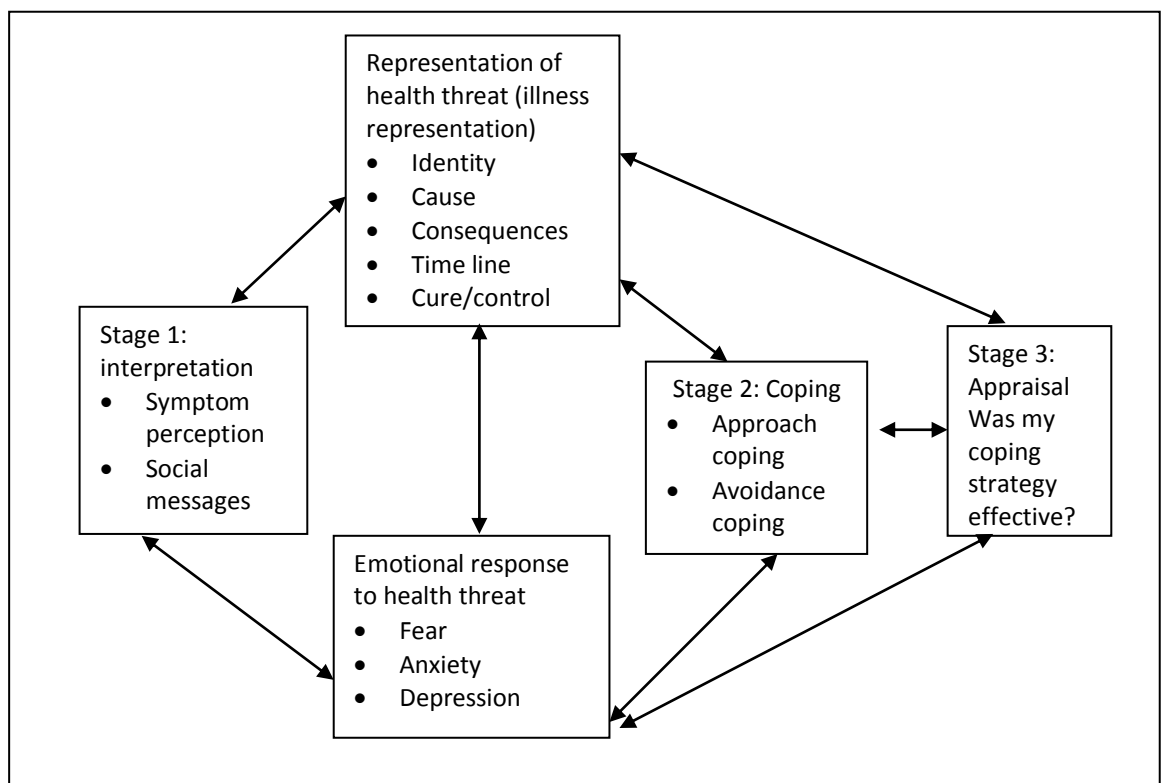 Representation of
health threat (illness
representation)
• Identity
• Cause
• Consequences
• Time line
• Cure/control
Stage 1:
interpretation
• Symptom
perception
• Social
messages
Stage 2: Coping
• Approach
coping
• Avoidance
coping
Stage 3:
Appraisal
Was my
coping
strategy
effective?
Emotional response
to health threat
• Fear
• Anxiety
• Depression